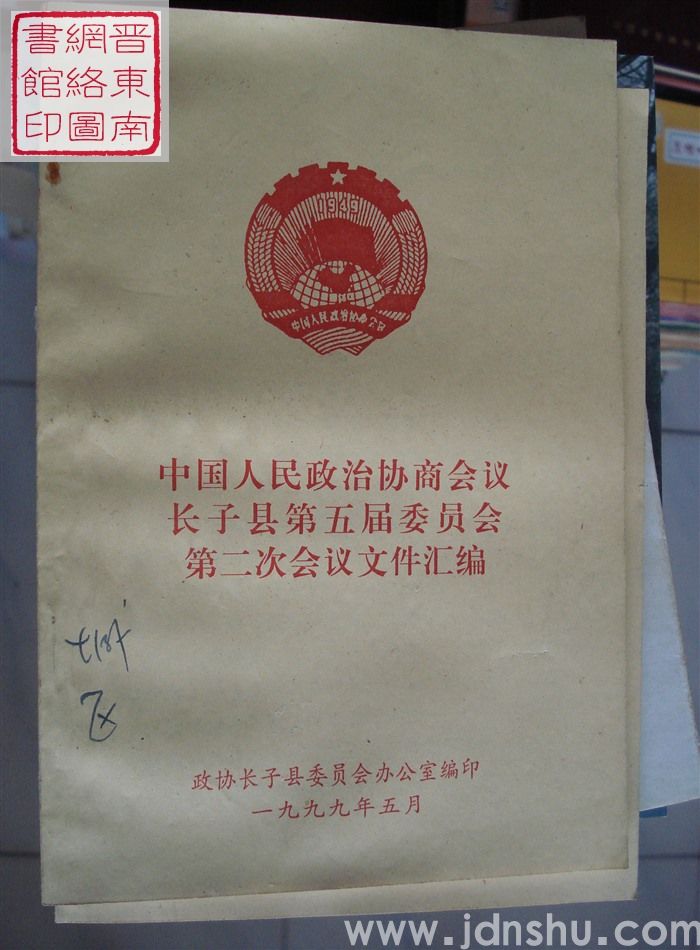 晋東南
網絡圖
書館印
1949
中国人民政治协商会议
中国人民政治协商会议
长子县第五届委员会
第二次会议文件汇编
政协长子县委员会办公室编印
一九九九年五月
www.jdnshu.com